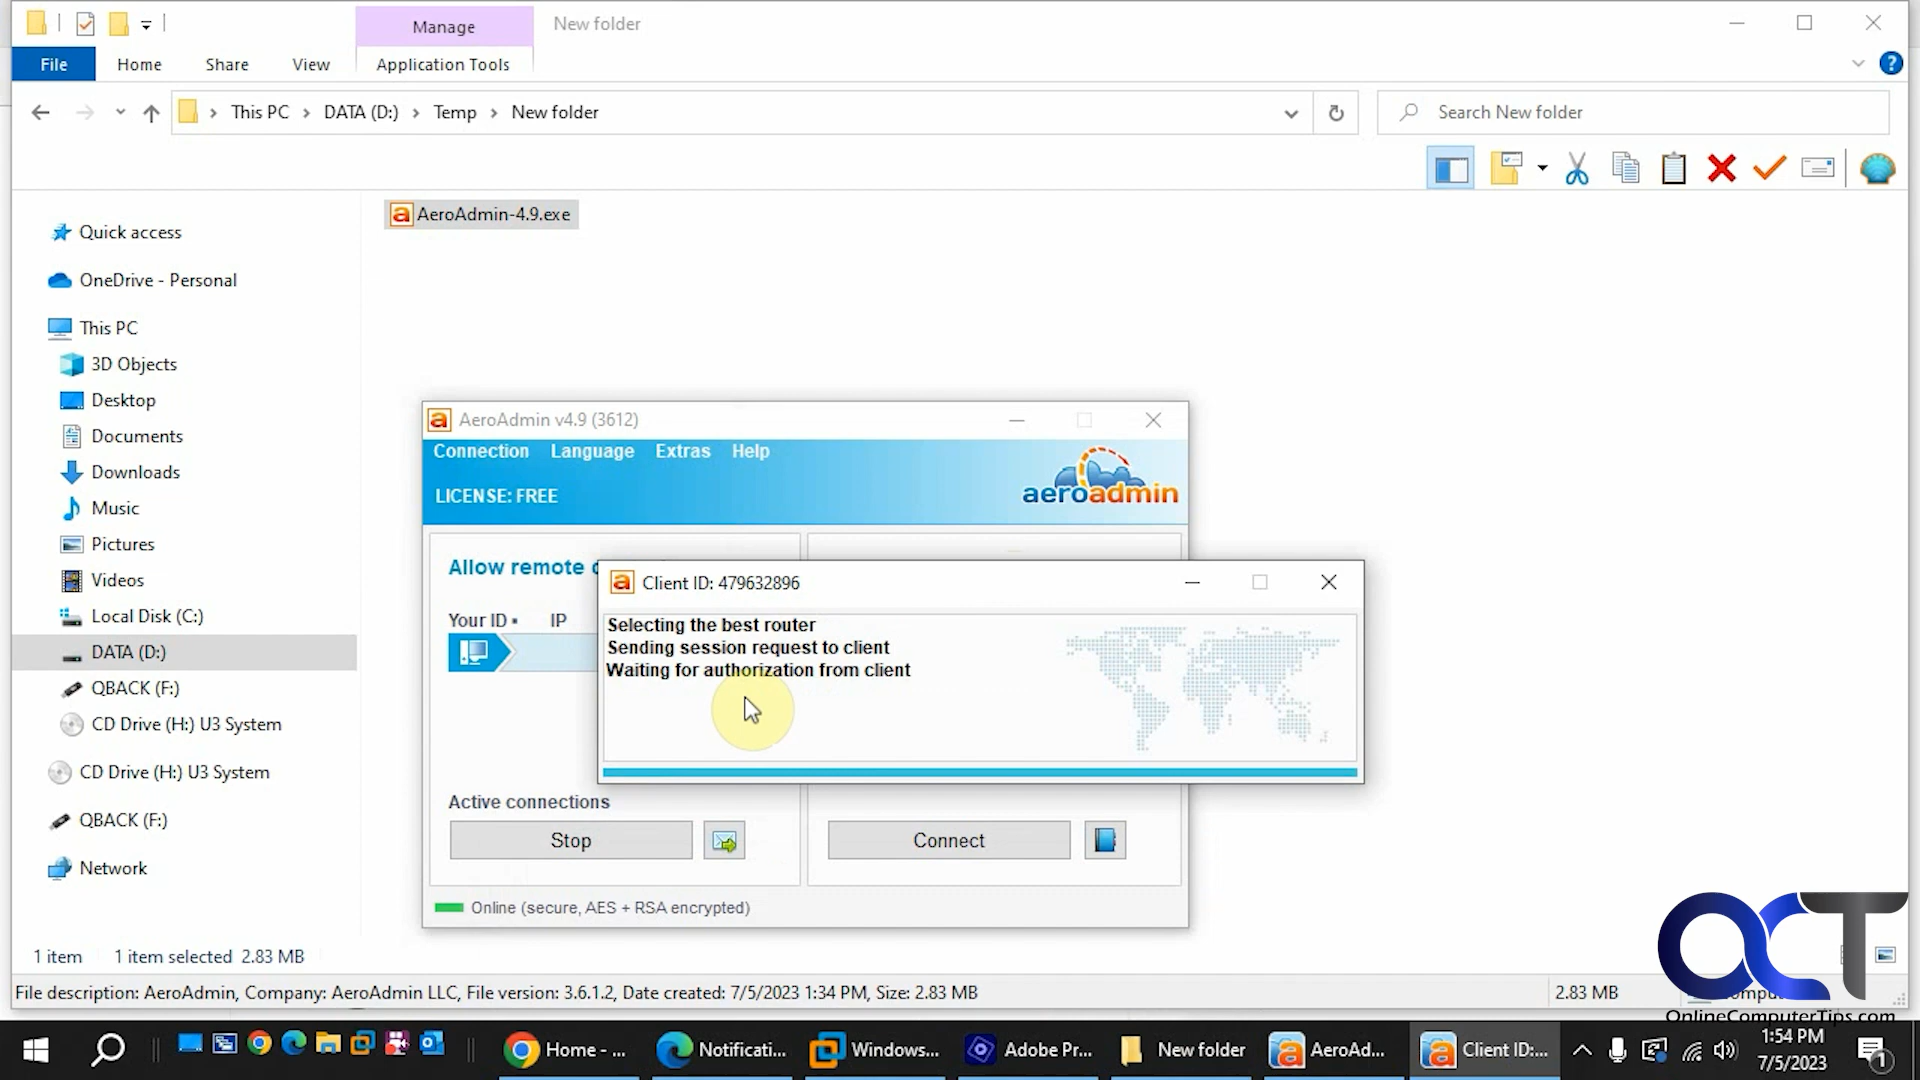 Manage
New folder
File
Home
Share
View
Application Tools
This PC
DATA (D:)
Temp
New folder
Search New folder
AeroAdmin-4.9.exe
Quick access
OneDrive - Personal
This PC
3D Objects
Desktop
Documents
Downloads
Music
Pictures
Videos
Local Disk (C:)
DATA (D:)
QBACK (F:)
CD Drive (H:) U3 System
CD Drive (H:) U3 System
QBACK (F:)
Network
AeroAdmin v4.9 (3612)
Connection
Language
Extras
Help
LICENSE: FREE
aeroadmin
Allow remote
Your ID
IP
Client ID: 479632896
Selecting the best router
Sending session request to client
Waiting for authorization from client
Active connections
Stop
Connect
Online (secure, AES + RSA encrypted)
1 item
1 item selected 2.83 MB
File description: AeroAdmin, Company: AeroAdmin LLC, File version: 3.6.1.2, Date created: 7/5/2023 1:34 PM, Size: 2.83 MB
2.83 MB
OCT
OnlineComputerTips.com
Home - ...
Notificati...
Windows...
Adobe Pr...
New folder
AeroAd...
Client ID:...
1:54 PM
7/5/2023
1